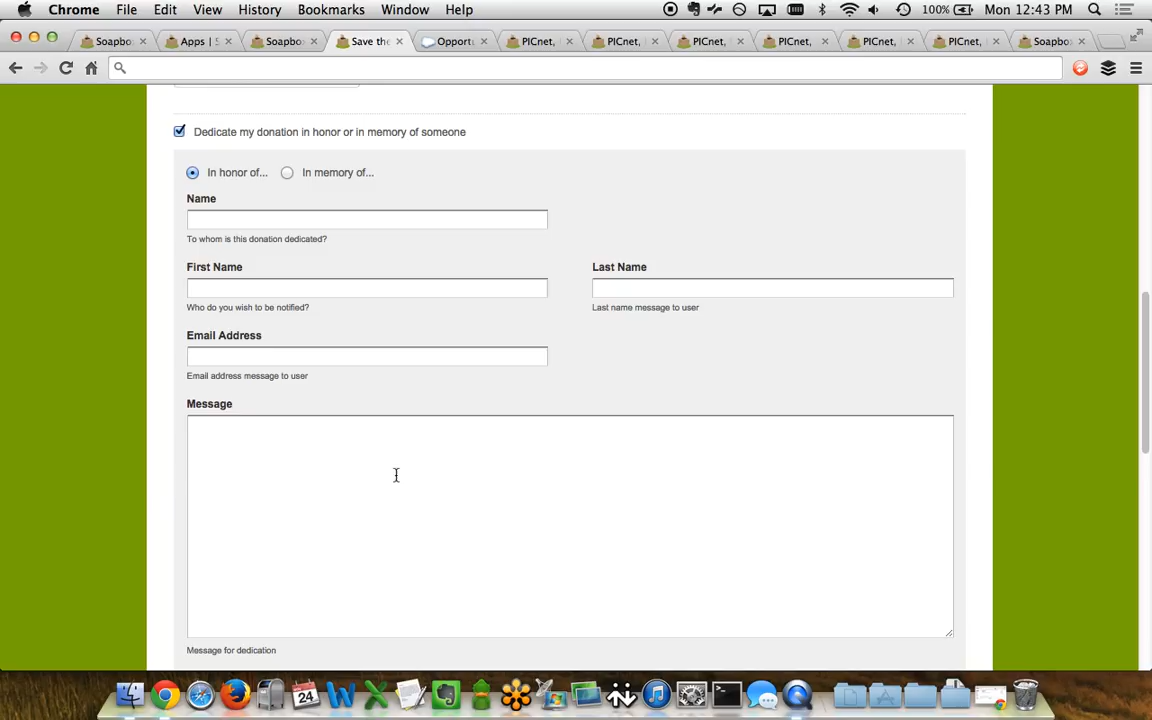 Chrome File Edit View History Bookmarks Window Help 100% Mon 12:43 PM
Soapbo Apps | S Soapbo Save the Opportu PICnet, PICnet, PICnet, PICnet, PICnet, PICnet, Soapbo
Dedicate my donation in honor or in memory of someone
In honor of... In memory of...
Name
To whom is this donation dedicated?
First Name Last Name
Who do you wish to be notified? Last name message to user
Email Address
Email address message to user
Message
Message for dedication
24